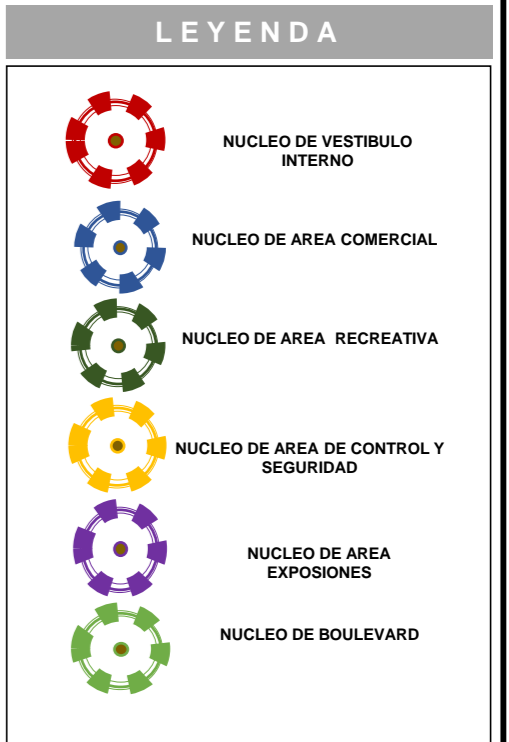 LEYENDA
NUCLEO DE VESTIBULO
INTERNO
NUCLEO DE AREA COMERCIAL
NUCLEO DE AREA RECREATIVA
NUCLEO DE AREA DE CONTROL Y
SEGURIDAD
NUCLEO DE AREA
EXPOSIONES
NUCLEO DE BOULEVARD